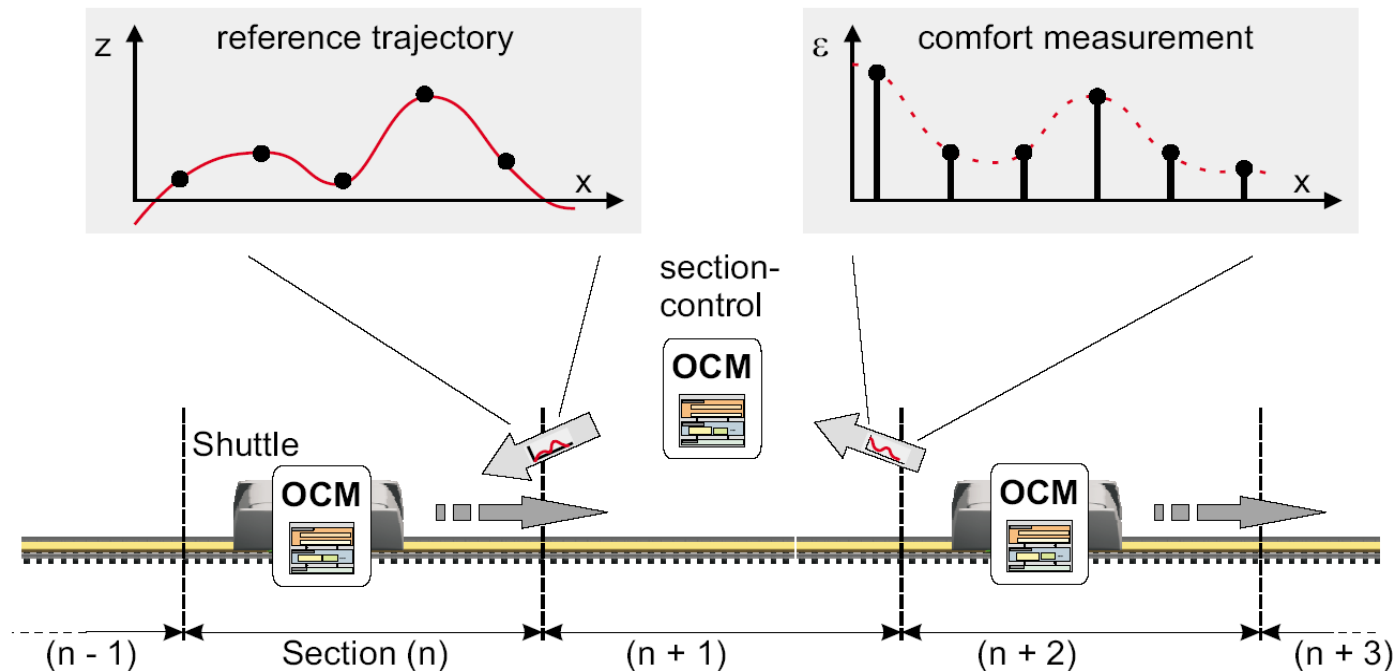 reference trajectory
z
x
comfort measurement
ε
x
section-
control
OCM
Shuttle
OCM
OCM
(n - 1)
Section (n)
(n + 1)
(n + 2)
(n + 3)